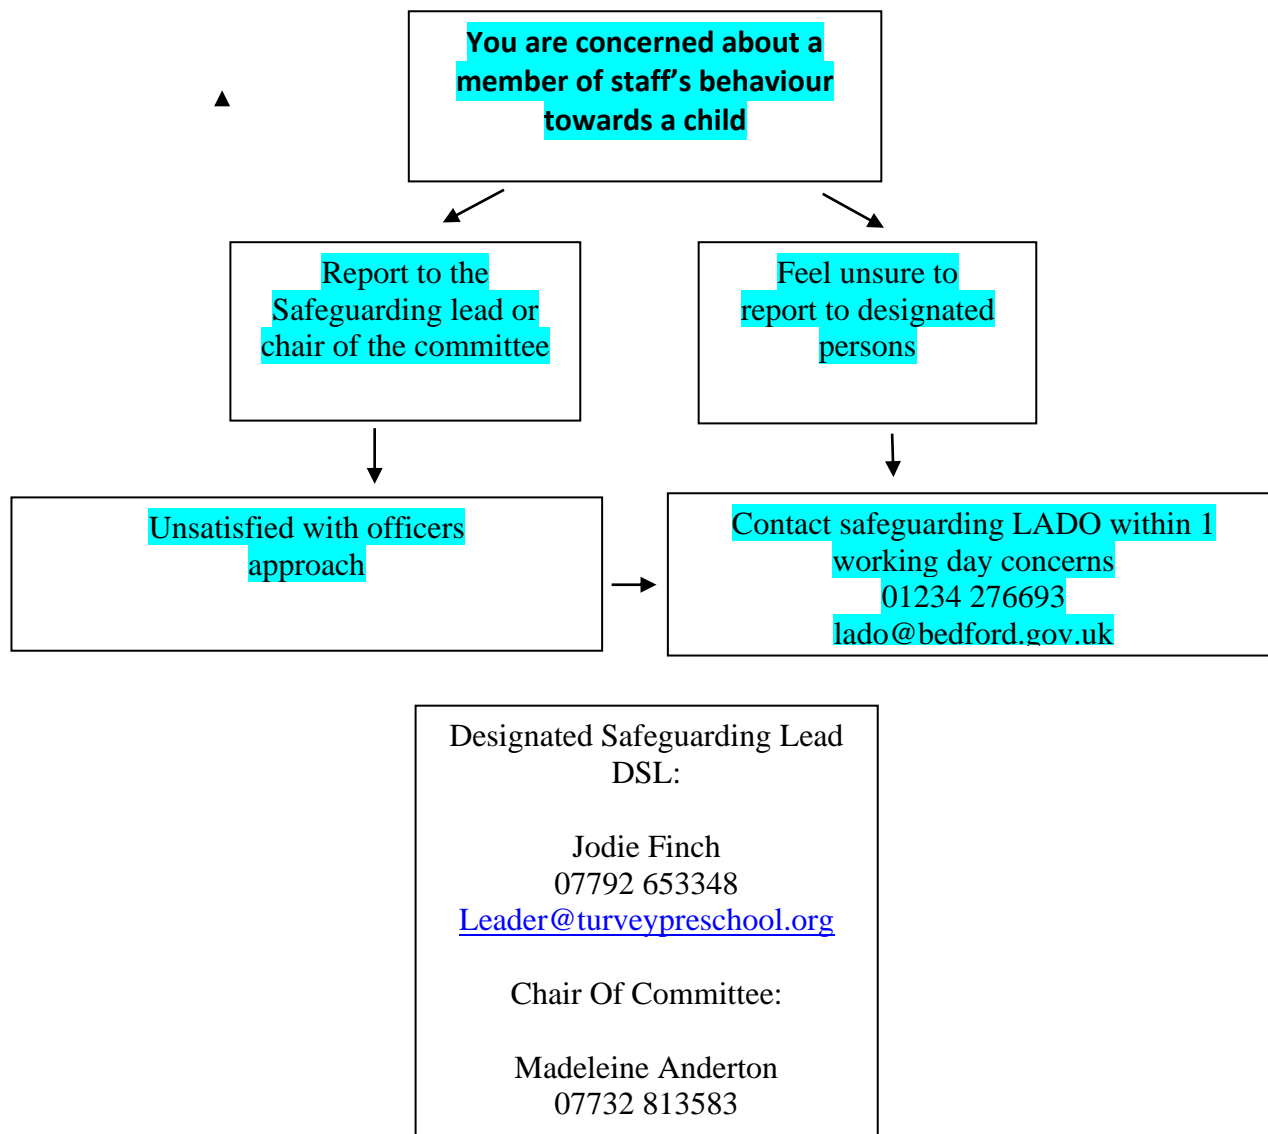 You are concerned about a
member of staff’s behaviour
towards a child
Report to the
Safeguarding lead or
chair of the committee
Feel unsure to
report to designated
persons
Unsatisfied with officers
approach
Contact safeguarding LADO within 1
working day concerns
01234 276693
lado@bedford.gov.uk
Designated Safeguarding Lead
DSL:
Jodie Finch
07792 653348
Leader@turveypreschool.org
Chair Of Committee:
Madeleine Anderton
07732 813583